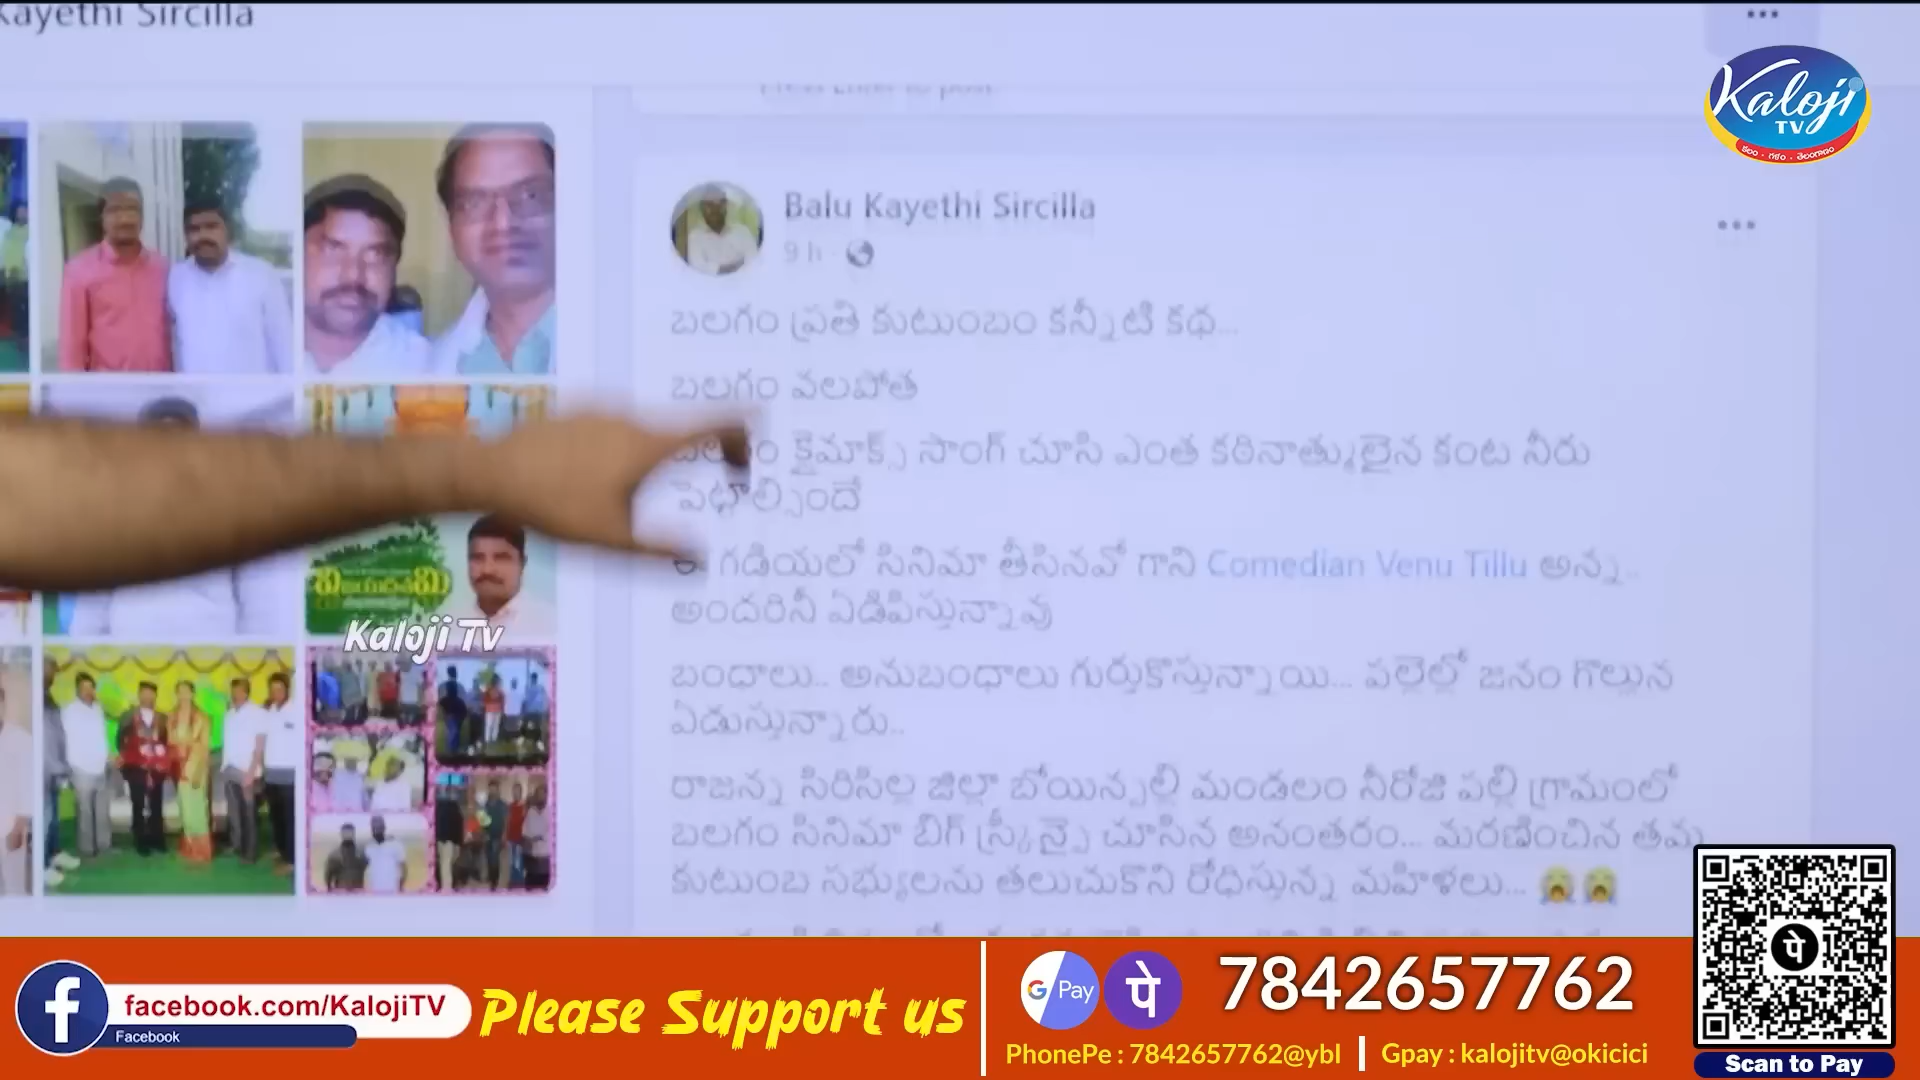 Kayethi Sircilla
Kaloji
TV
Balu Kayethi Sircilla
9 h
బలగం ప్రతి కుటుంబం కన్నీటి కథ...
బలగం వలపోత
క్లైమాక్స్ సాంగ్ చూసి ఎంత కఠినాత్ములైన కంట నీరు
పెట్టాల్సిందే
ఈ గడియలో సినిమా తీసినవో గాని Comedian Venu Tillu అన్న..
అందరినీ ఏడిపిస్తున్నావు
బంధాలు.. అనుబంధాలు గుర్తుకొస్తున్నాయి... పల్లెల్లో జనం గొల్లున
ఏడుస్తున్నారు..
రాజన్న సిరిసిల్ల జిల్లా బోయిన్పల్లి మండలం నీరోజి పల్లి గ్రామంలో
బలగం సినిమా బిగ్ స్క్రీన్పై చూసిన అనంతరం... మరణించిన తమ
కుటుంబ సభ్యులను తలుచుకొని రోధిస్తున్న మహిళలు... 😭😭
విజయదశమి
Kaloji Tv
facebook.com/KalojiTV
Facebook
Please Support us
G Pay
पे
7842657762
PhonePe : 7842657762@ybl
Gpay : kalojitv@okicici
पे
Scan to Pay